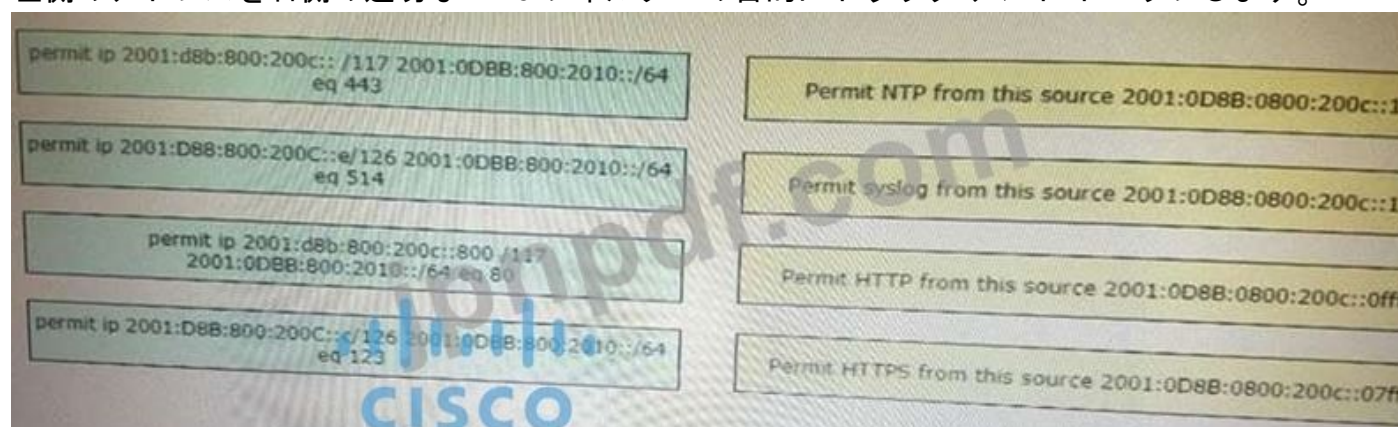 permit ip 2001:d8b:800:200c:: /117 2001:0DBB:800:2010::/64
eq 443
permit ip 2001:D88:800:200C::e/126 2001:0DBB:800:2010::/64
eq 514
permit ip 2001:d8b:800:200c::800 /117
2001:0DBB:800:2010::/64 eq 80
permit ip 2001:D8B:800:200C::c/126 2001:0DBB:800:2010::/64
eq 123
Permit NTP from this source 2001:0D8B:0800:200c::1
Permit syslog from this source 2001:0D88:0800:200c::1
Permit HTTP from this source 2001:0D8B:0800:200c::0ff
Permit HTTPS from this source 2001:0D8B:0800:200c::07f
jpnpdf.com
CISCO